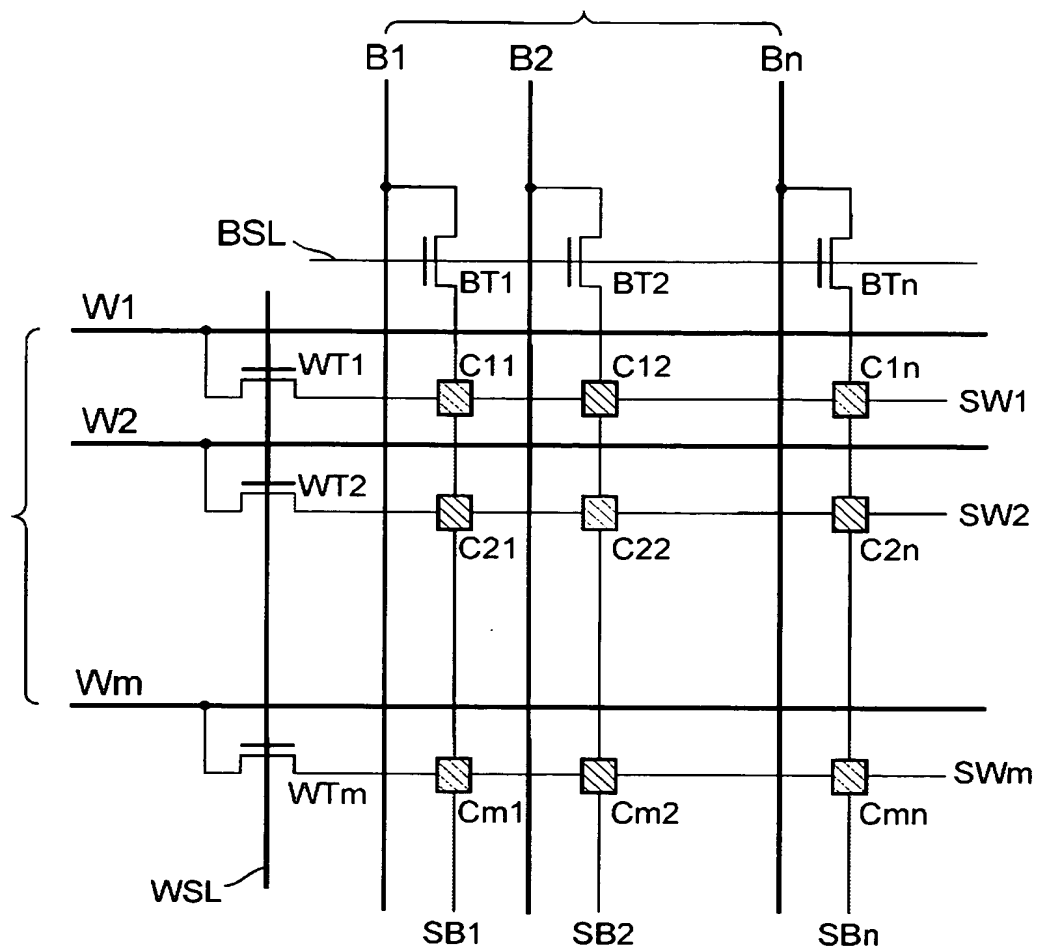 B1 B2 Bn
BSL
BT1 BT2 BTn
W1
WT1 C11 C12 C1n
SW1
W2
WT2
SW2
C21 C22 C2n
Wm
SWm
WTm Cm1 Cm2 Cmn
WSL
SB1 SB2 SBn